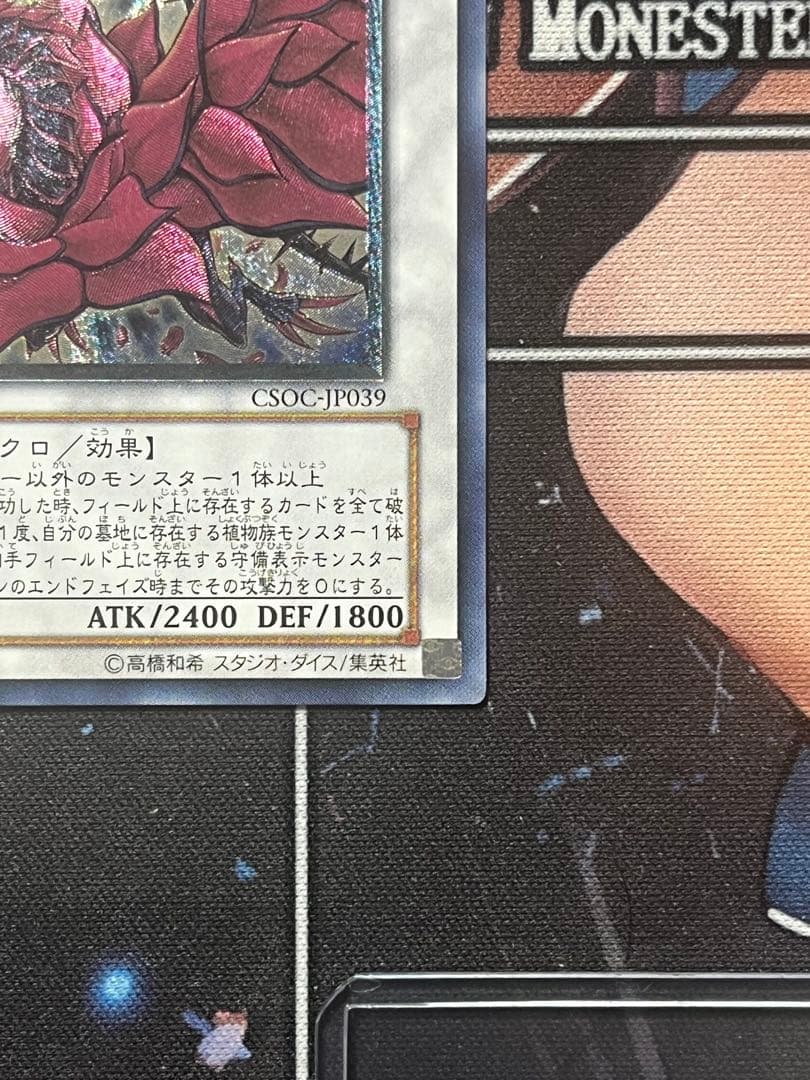 MONESTE
CSOC-JP039
クロ／効果】
ー以外のモンスター１体以上
功した時、フィールド上に存在するカードを全て破
1度、自分の墓地に存在する植物族モンスター１体
手フィールド上に存在する守備表示モンスター
ンのエンドフェイズ時までその攻撃力を０にする。
ATK/2400 DEF/1800
©高橋和希 スタジオ・ダイス/集英社